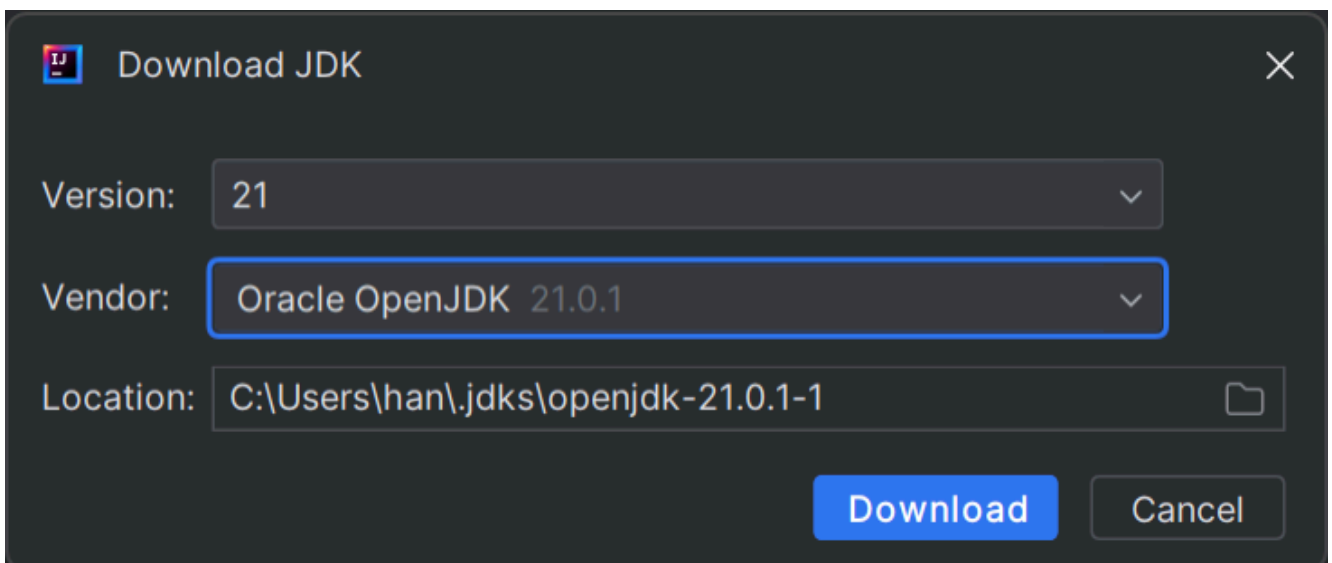 IJ
Download JDK
Version: 21
Vendor: Oracle OpenJDK 21.0.1
Location: C:\Users\han\.jdks\openjdk-21.0.1-1
Download Cancel